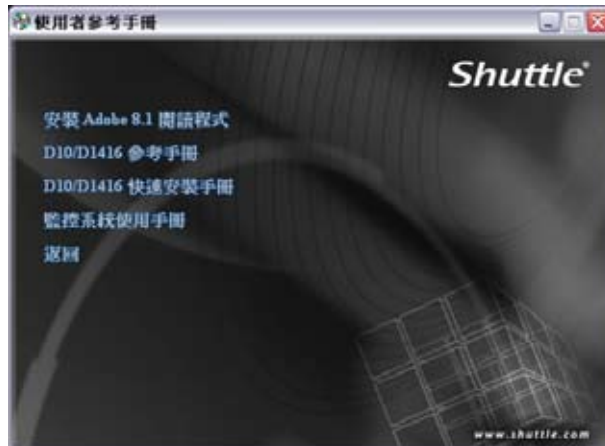 使用者參考手冊
Shuttle®
安裝 Adobe 8.1 閱讀程式
D10/D1416 參考手冊
D10/D1416 快速安裝手冊
監控系統使用手冊
返回
www.shuttle.com